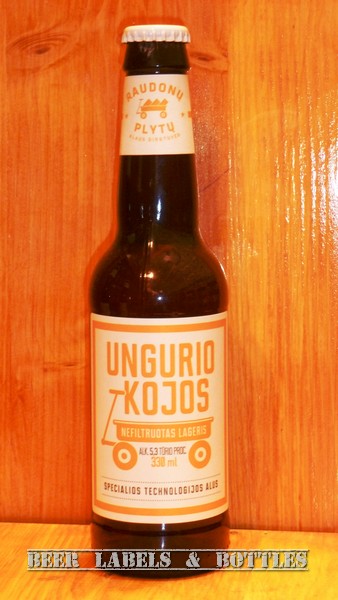 RAUDONŲ
PLYTŲ
UNGURIO
KOJOS
NEFILTRUOTAS LAGERIS
ALK. 5,3 TŪRIO PROC.
330 ml
SPECIALIOS TECHNOLOGIJOS ALUS
BEER LABELS & BOTTLES